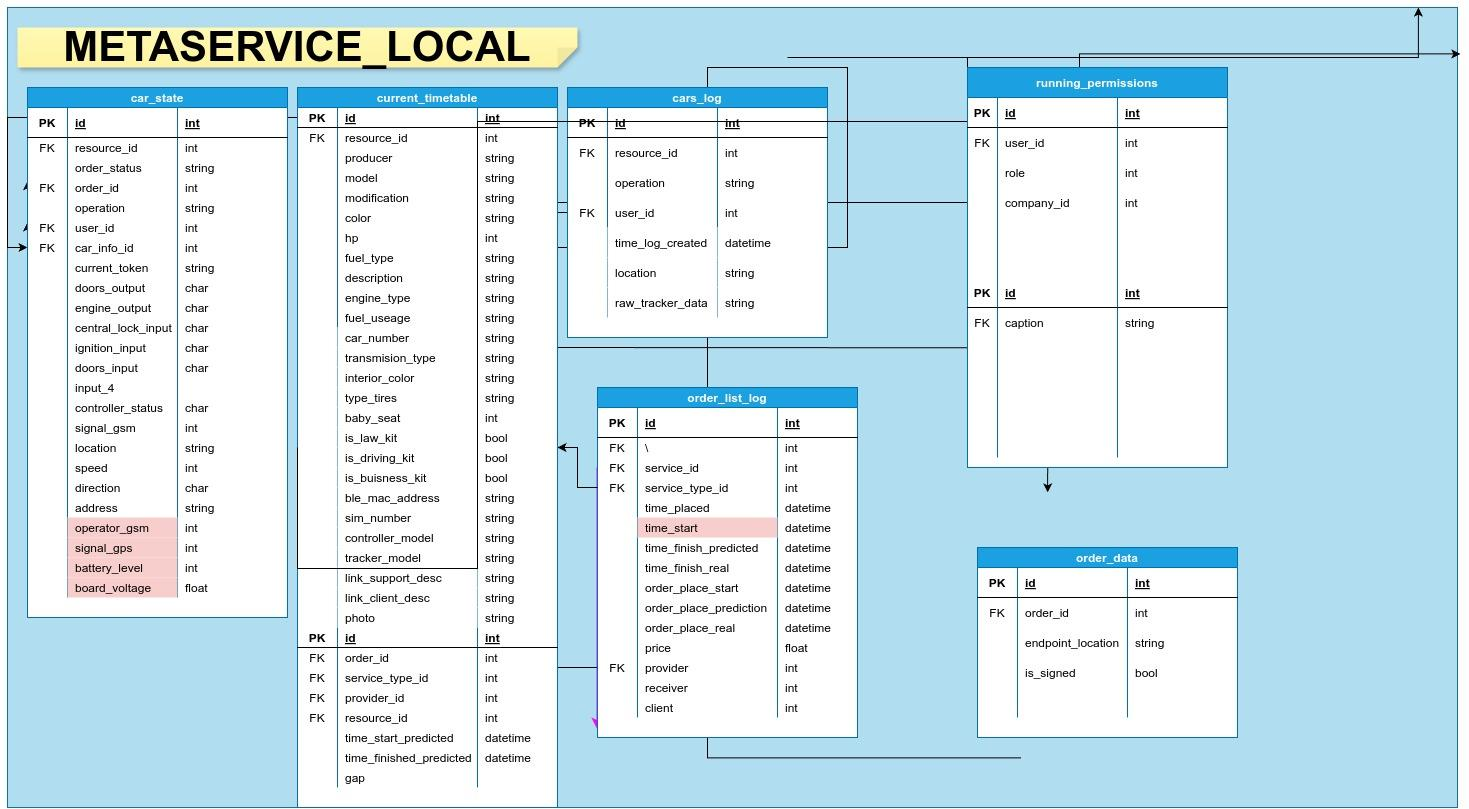 METASERVICE_LOCAL
car_state
PK id int
FK resource_id int
order_status string
FK order_id int
operation string
FK user_id int
FK car_info_id int
current_token string
doors_output char
engine_output char
central_lock_input char
ignition_input char
doors_input char
input_4
controller_status char
signal_gsm int
location string
speed int
direction char
address string
operator_gsm int
signal_gps int
battery_level int
board_voltage float
current_timetable
PK id int
FK resource_id int
producer string
model string
modification string
color string
hp int
fuel_type string
description string
engine_type string
fuel_useage string
car_number string
transmision_type string
interior_color string
type_tires string
baby_seat int
is_law_kit bool
is_driving_kit bool
is_buisness_kit bool
ble_mac_address string
sim_number string
controller_model string
tracker_model string
link_support_desc string
link_client_desc string
photo string
PK id int
FK order_id int
FK service_type_id int
FK provider_id int
FK resource_id int
time_start_predicted datetime
time_finished_predicted datetime
gap
cars_log
PK id int
FK resource_id int
operation string
FK user_id int
time_log_created datetime
location string
raw_tracker_data string
order_list_log
PK id int
FK \ int
FK service_id int
FK service_type_id int
time_placed datetime
time_start datetime
time_finish_predicted datetime
time_finish_real datetime
order_place_start datetime
order_place_prediction datetime
order_place_real datetime
price float
FK provider int
receiver int
client int
running_permissions
PK id int
FK user_id int
role int
company_id int
PK id int
FK caption string
order_data
PK id int
FK order_id int
endpoint_location string
is_signed bool